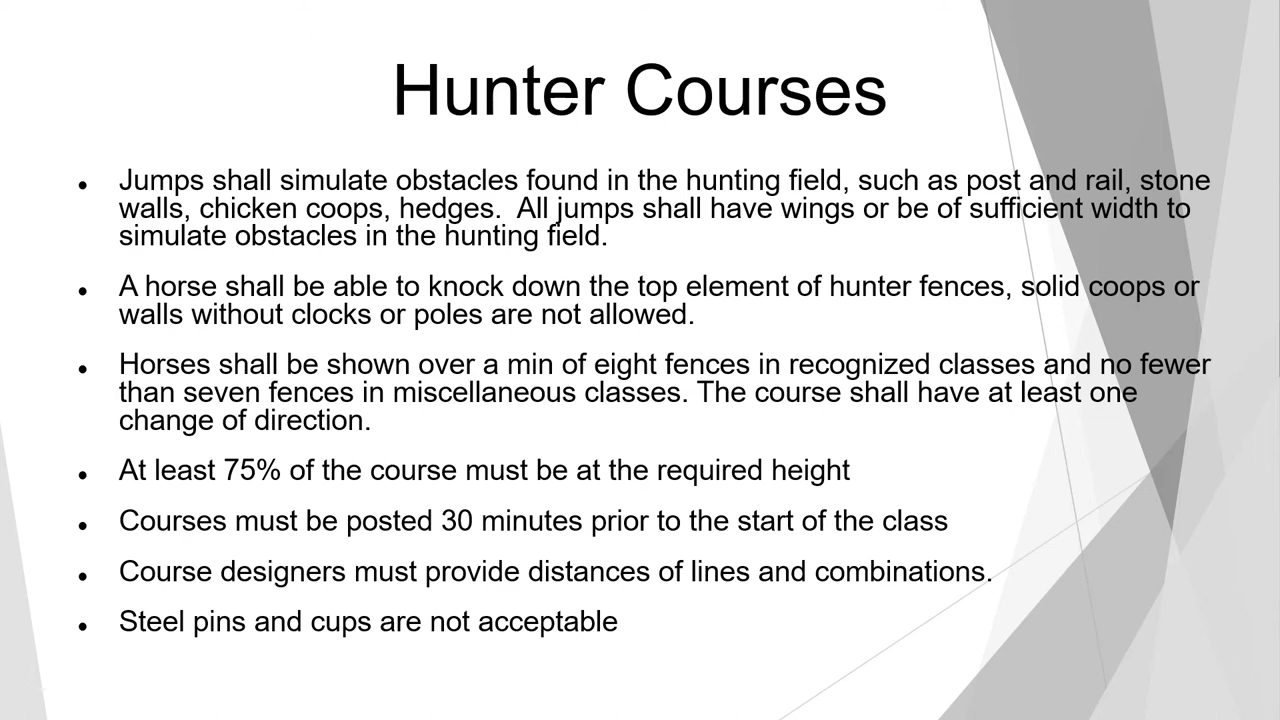 Hunter Courses
• Jumps shall simulate obstacles found in the hunting field, such as post and rail, stone
walls, chicken coops, hedges.  All jumps shall have wings or be of sufficient width to
simulate obstacles in the hunting field.
• A horse shall be able to knock down the top element of hunter fences, solid coops or
walls without clocks or poles are not allowed.
• Horses shall be shown over a min of eight fences in recognized classes and no fewer
than seven fences in miscellaneous classes. The course shall have at least one
change of direction.
• At least 75% of the course must be at the required height
• Courses must be posted 30 minutes prior to the start of the class
• Course designers must provide distances of lines and combinations.
• Steel pins and cups are not acceptable